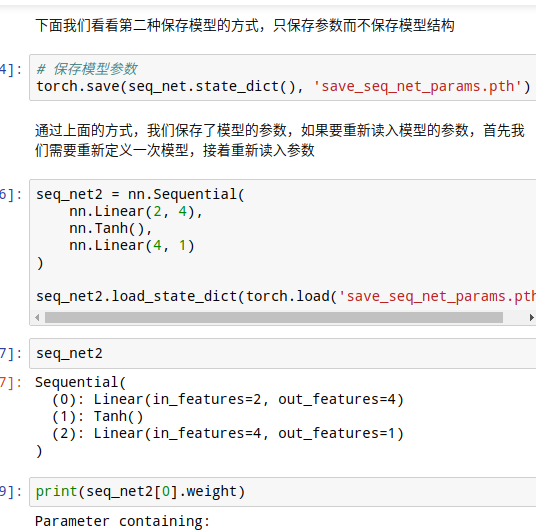 下面我们看看第二种保存模型的方式，只保存参数而不保存模型结构
4]: # 保存模型参数
torch.save(seq_net.state_dict(), 'save_seq_net_params.pth')
通过上面的方式，我们保存了模型的参数，如果要重新读入模型的参数，首先我
们需要重新定义一次模型，接着重新读入参数
6]: seq_net2 = nn.Sequential(
    nn.Linear(2, 4),
    nn.Tanh(),
    nn.Linear(4, 1)
)
seq_net2.load_state_dict(torch.load('save_seq_net_params.pth
7]: seq_net2
7]: Sequential(
  (0): Linear(in_features=2, out_features=4)
  (1): Tanh()
  (2): Linear(in_features=4, out_features=1)
)
9]: print(seq_net2[0].weight)
Parameter containing: